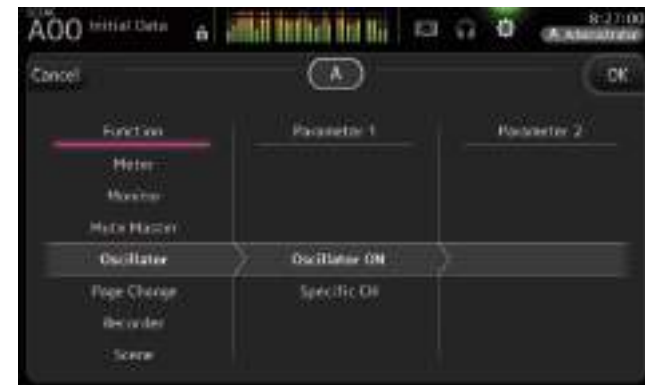 A00 Initial Data
8:27:00
Administrator
Cancel
A
OK
Function
Parameter 1
Parameter 2
Meter
Monitor
Mute Master
Oscillator
Oscillator ON
Page Change
Specific CH
Recorder
Scene